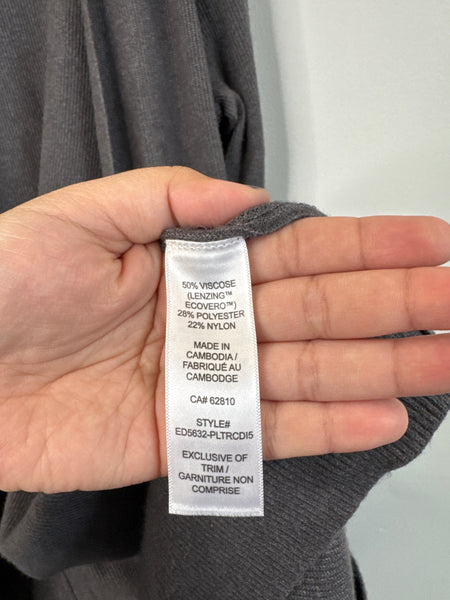 50% VISCOSE
(LENZING™
ECOVERO™)
28% POLYESTER
22% NYLON
MADE IN
CAMBODIA /
FABRIQUÉ AU
CAMBODGE
CA# 62810
STYLE#
ED5632-PLTRCDI5
EXCLUSIVE OF
TRIM /
GARNITURE NON
COMPRISE